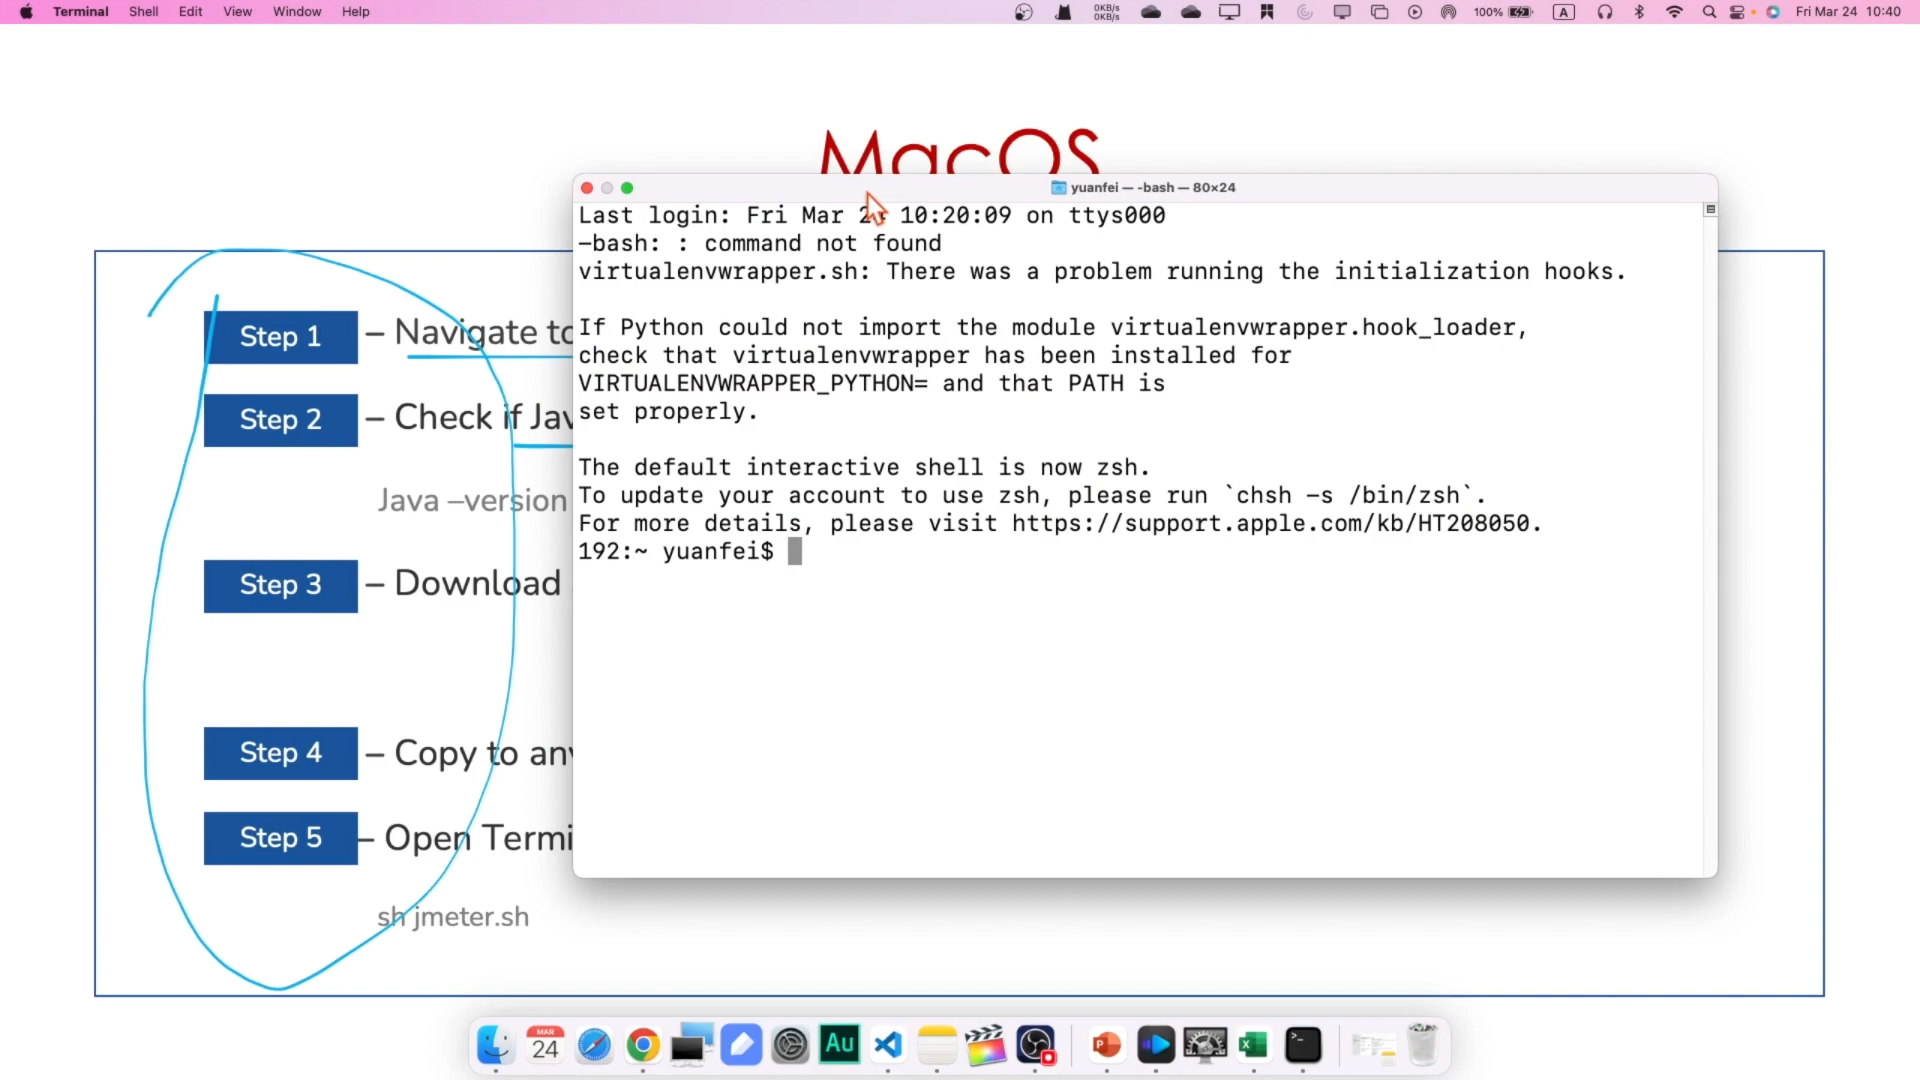 Terminal Shell Edit View Window Help
0KB/s
0KB/s
100%
A
Fri Mar 24 10:40
MacOS
yuanfei — -bash — 80×24
Last login: Fri Mar 24 10:20:09 on ttys000
-bash: : command not found
virtualenvwrapper.sh: There was a problem running the initialization hooks.
If Python could not import the module virtualenvwrapper.hook_loader,
check that virtualenvwrapper has been installed for
VIRTUALENVWRAPPER_PYTHON= and that PATH is
set properly.
The default interactive shell is now zsh.
To update your account to use zsh, please run `chsh -s /bin/zsh`.
For more details, please visit https://support.apple.com/kb/HT208050.
192:~ yuanfei$
Step 1 – Navigate to
Step 2 – Check if Jav
Java –version
Step 3 – Download
Step 4 – Copy to any
Step 5 – Open Termi
sh jmeter.sh
MAR
24
Au
P
X
>_